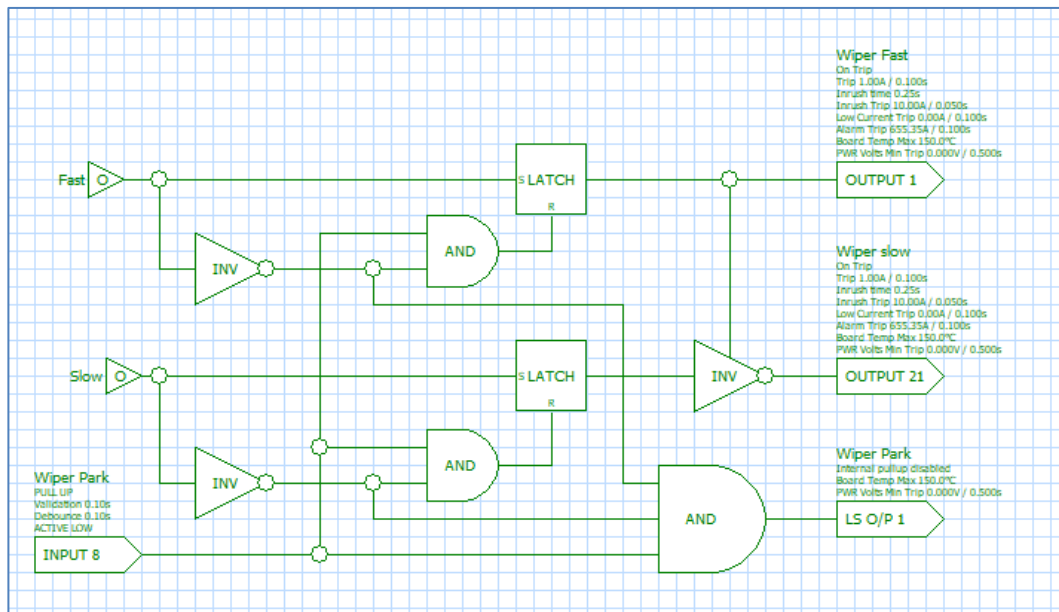 Wiper Fast
On Trip
Trip 1.00A / 0.100s
Inrush time 0.25s
Inrush Trip 10.00A / 0.050s
Low Current Trip 0.00A / 0.100s
Alarm Trip 655.35A / 0.100s
Board Temp Max 150.0°C
PWR Volts Min Trip 0.000V / 0.500s
Fast
O
S LATCH
R
OUTPUT 1
AND
INV
Wiper slow
On Trip
Trip 1.00A / 0.100s
Inrush time 0.25s
Inrush Trip 10.00A / 0.050s
Low Current Trip 0.00A / 0.100s
Alarm Trip 655.35A / 0.100s
Board Temp Max 150.0°C
PWR Volts Min Trip 0.000V / 0.500s
Slow
O
S LATCH
R
INV
OUTPUT 21
AND
INV
Wiper Park
Internal pullup disabled
Board Temp Max 150.0°C
PWR Volts Min Trip 0.000V / 0.500s
AND
LS O/P 1
Wiper Park
PULL UP
Validation 0.10s
Debounce 0.10s
ACTIVE LOW
INPUT 8